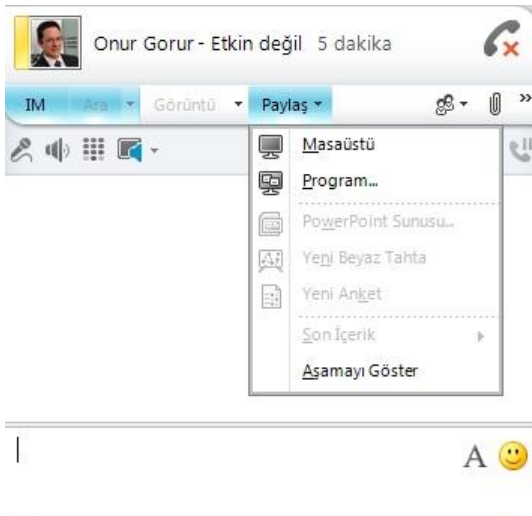 Onur Gorur - Etkin değil 5 dakika
IM Ara Görüntü Paylaş »
Masaüstü
Program...
PowerPoint Sunusu...
Yeni Beyaz Tahta
Yeni Anket
Son İçerik
Aşamayı Göster
A